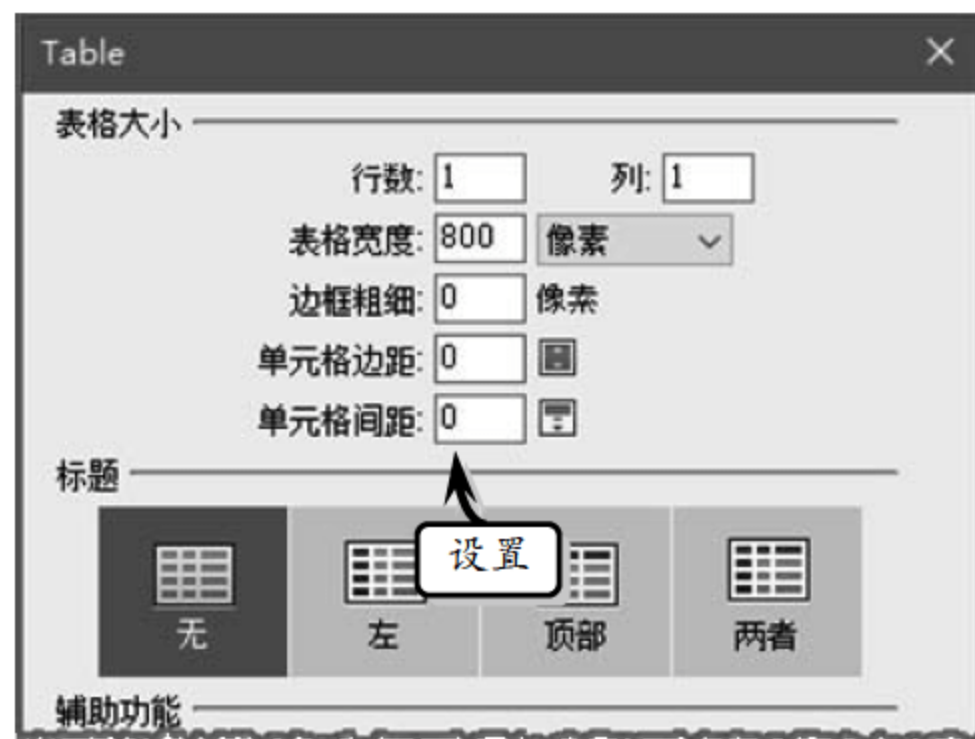 Table
表格大小
行数: 1 列: 1
表格宽度: 800 像素
边框粗细: 0 像素
单元格边距: 0
单元格间距: 0
标题
设置
无 左 顶部 两者
辅助功能